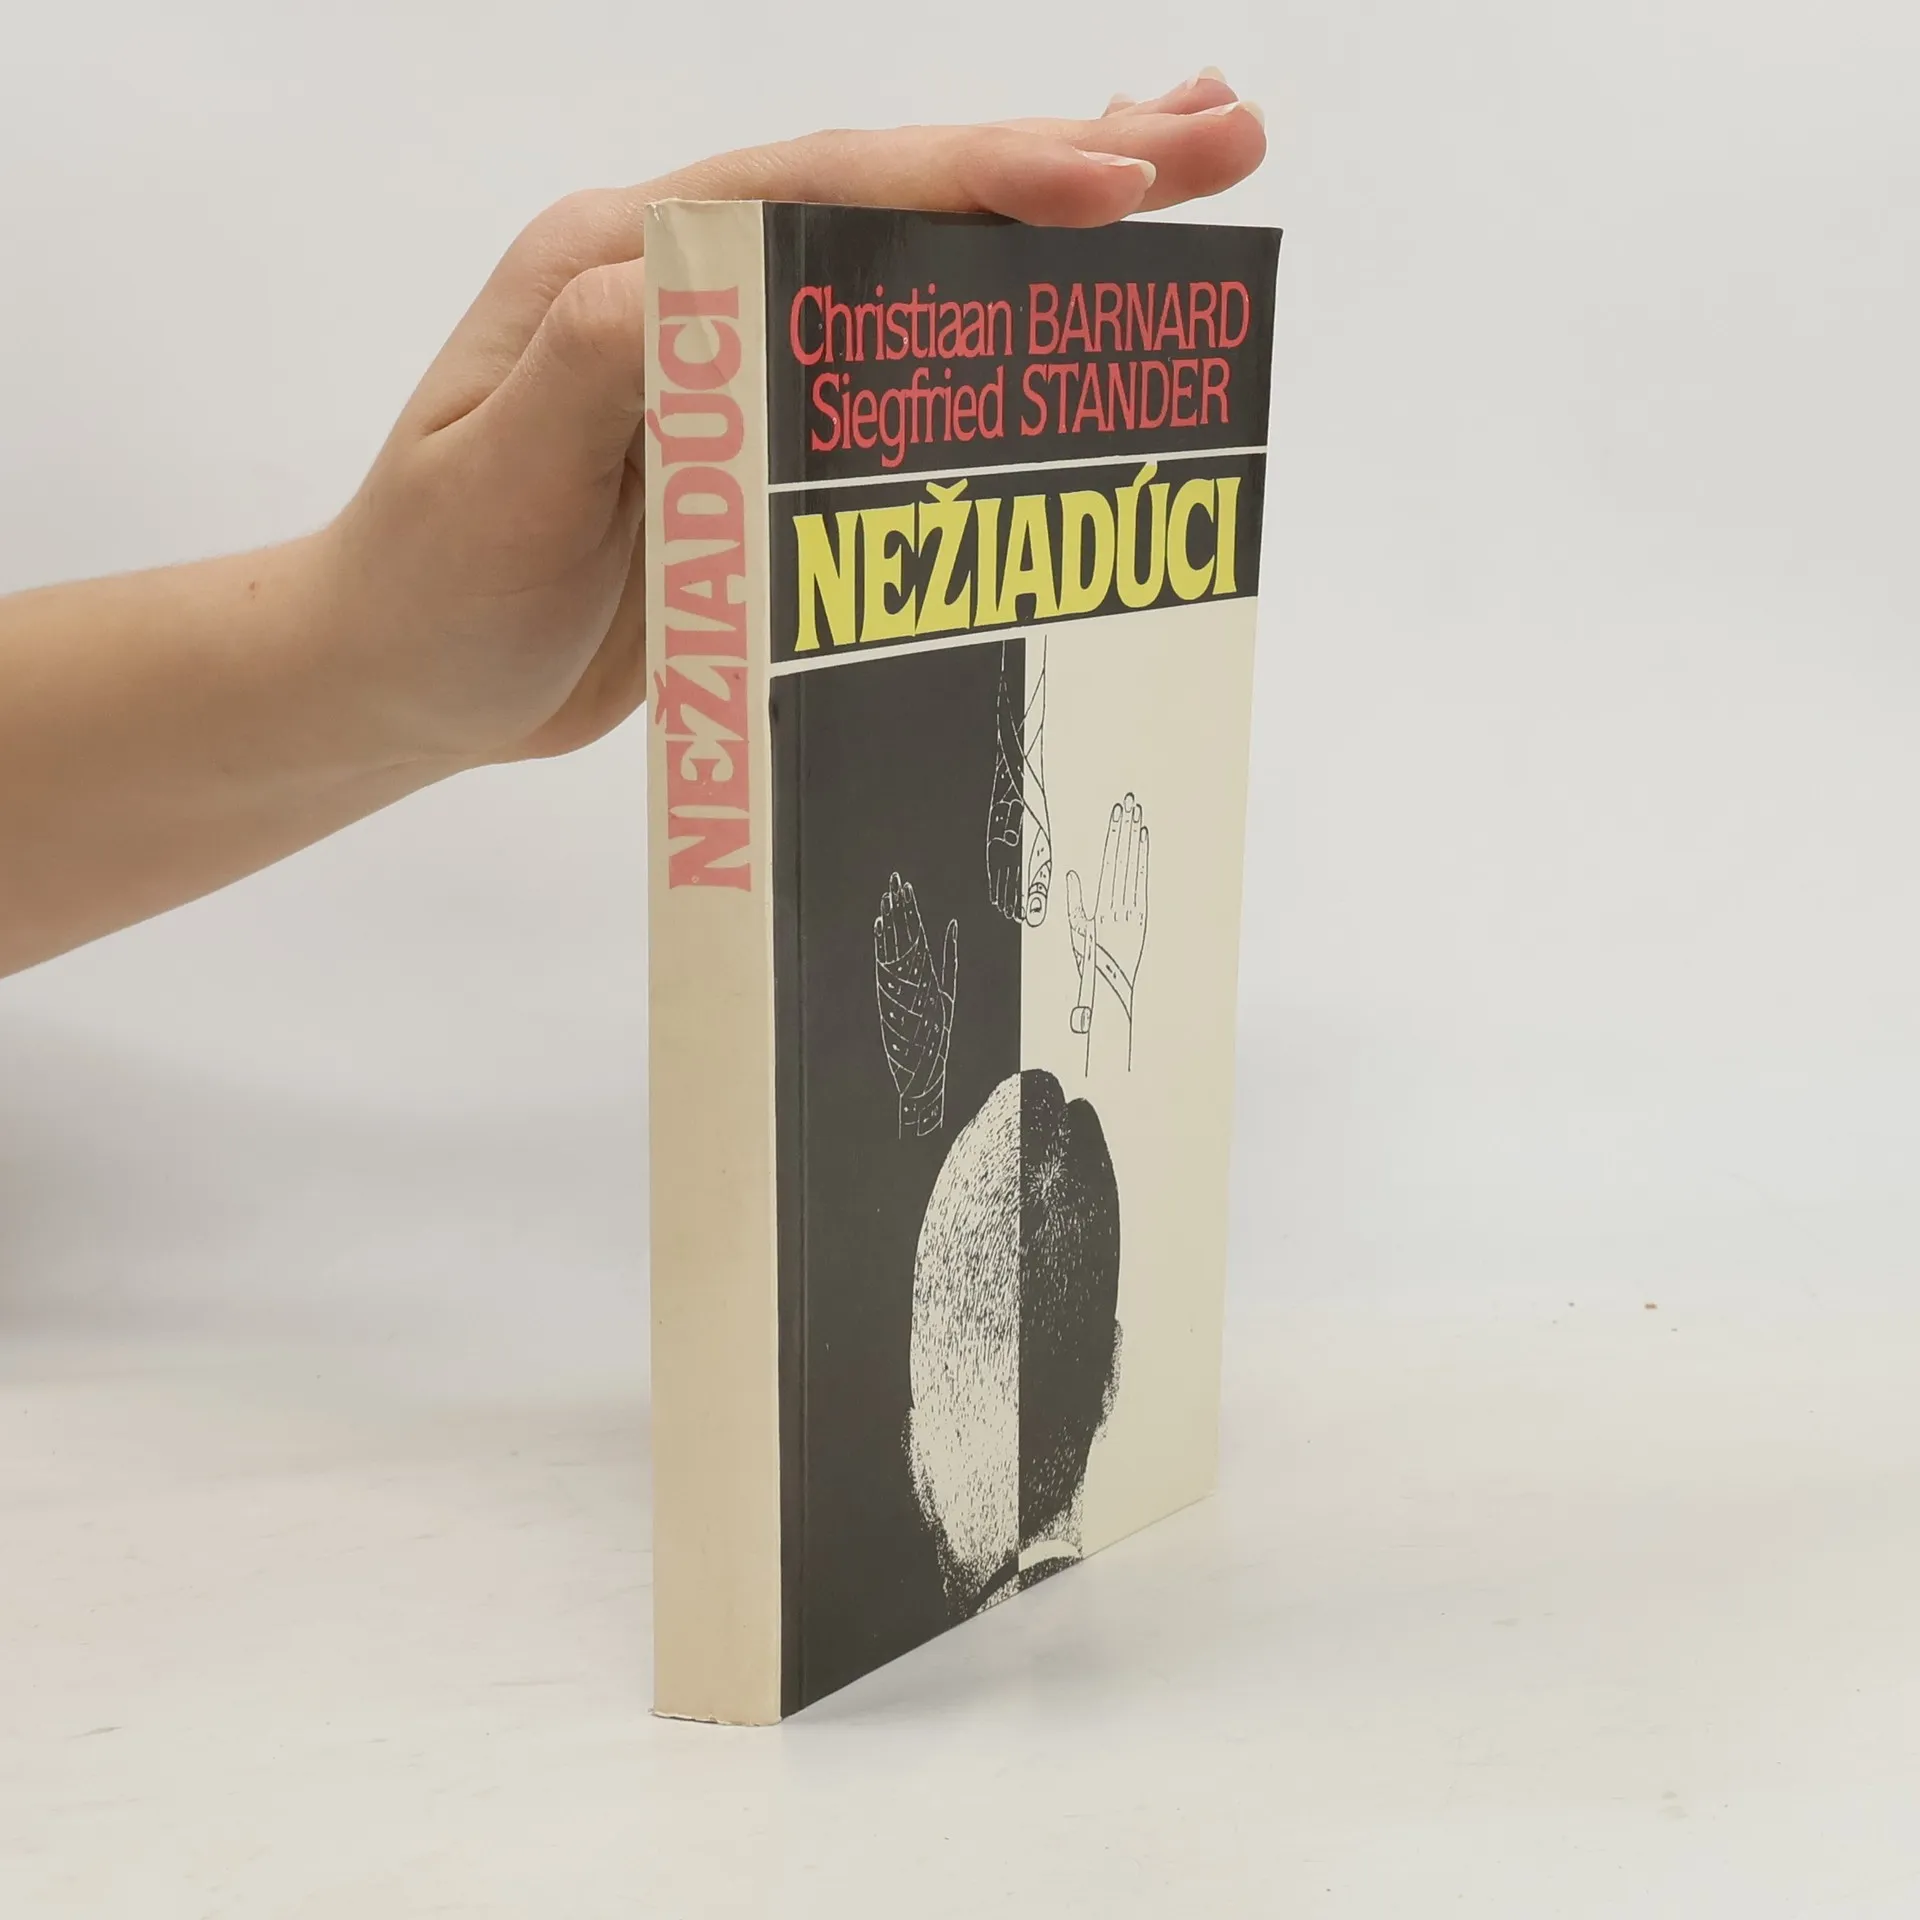 NEŽIADÚCI
Christiaan BARNARD
Siegfried STANDER
NEŽIADÚCI